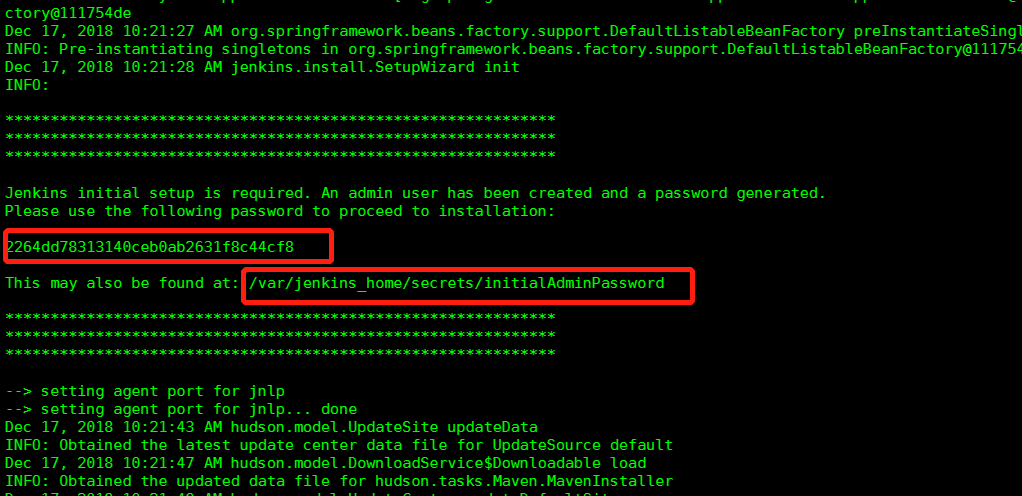 ctory@111754de
Dec 17, 2018 10:21:27 AM org.springframework.beans.factory.support.DefaultListableBeanFactory preInstantiateSingl
INFO: Pre-instantiating singletons in org.springframework.beans.factory.support.DefaultListableBeanFactory@111754
Dec 17, 2018 10:21:28 AM jenkins.install.SetupWizard init
INFO:
*************************************************************
*************************************************************
*************************************************************
Jenkins initial setup is required. An admin user has been created and a password generated.
Please use the following password to proceed to installation:
2264dd78313140ceb0ab2631f8c44cf8
This may also be found at: /var/jenkins_home/secrets/initialAdminPassword
*************************************************************
*************************************************************
*************************************************************
--> setting agent port for jnlp
--> setting agent port for jnlp... done
Dec 17, 2018 10:21:43 AM hudson.model.UpdateSite updateData
INFO: Obtained the latest update center data file for UpdateSource default
Dec 17, 2018 10:21:47 AM hudson.model.DownloadService$Downloadable load
INFO: Obtained the updated data file for hudson.tasks.Maven.MavenInstaller